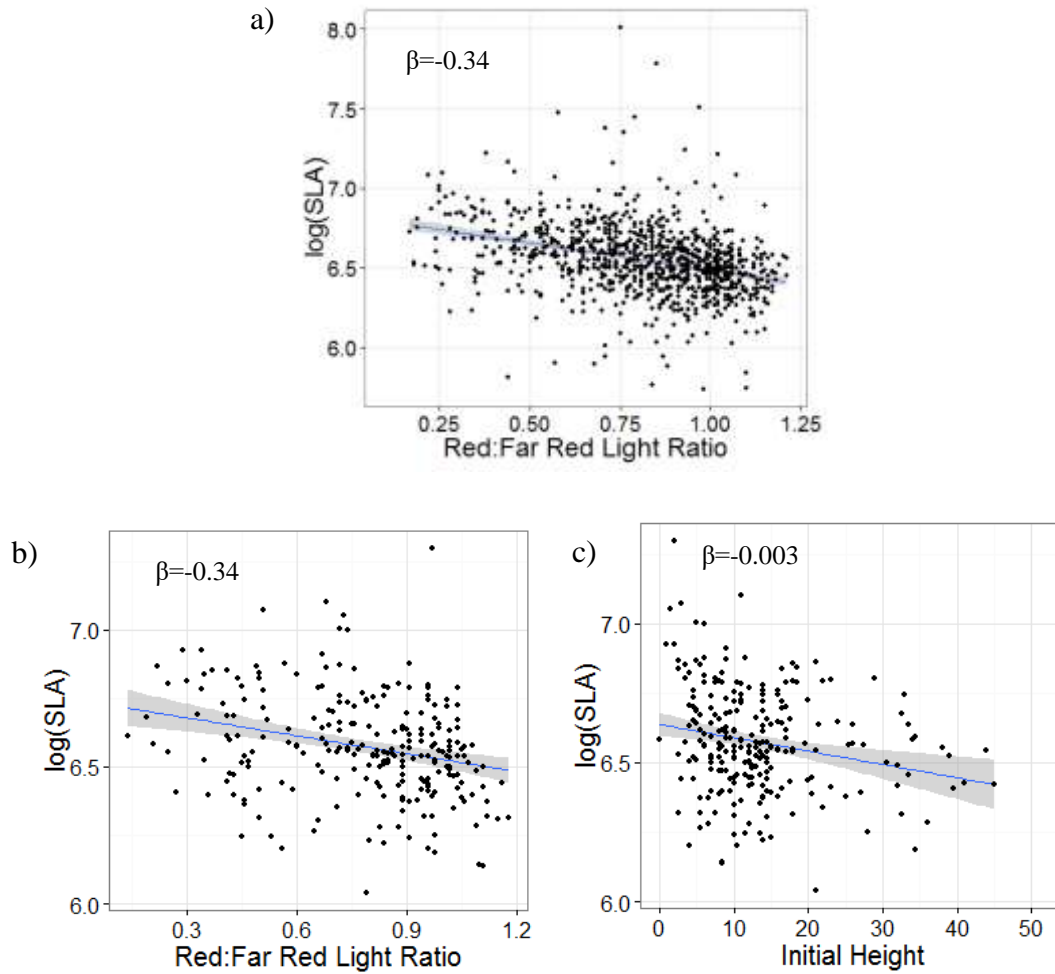 a)
β=-0.34
8.0
7.5
7.0
6.5
6.0
log(SLA)
0.25 0.50 0.75 1.00 1.25
Red:Far Red Light Ratio
b)
β=-0.34
7.0
6.5
6.0
log(SLA)
0.3 0.6 0.9 1.2
Red:Far Red Light Ratio
c)
β=-0.003
7.0
6.5
6.0
log(SLA)
0 10 20 30 40 50
Initial Height